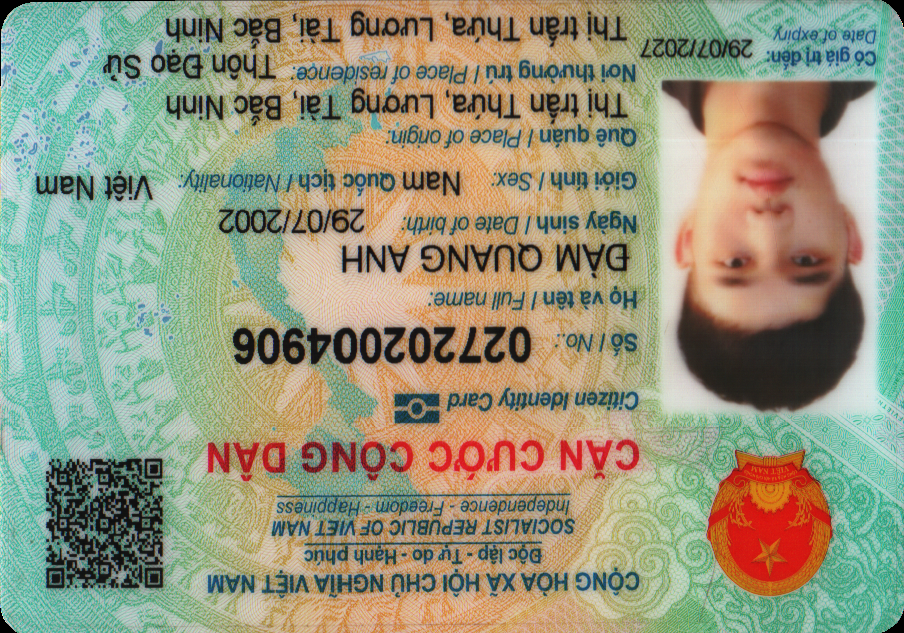 CỘNG HÒA XÃ HỘI CHỦ NGHĨA VIỆT NAM
Độc lập - Tự do - Hạnh phúc
SOCIALIST REPUBLIC OF VIET NAM
Independence - Freedom - Happiness
CĂN CƯỚC CÔNG DÂN
Citizen Identity Card
Số / No.: 027202004906
Họ và tên / Full name:
ĐÀM QUANG ANH
Ngày sinh / Date of birth: 29/07/2002
Giới tính / Sex: Nam Quốc tịch / Nationality: Việt Nam
Quê quán / Place of origin:
Thị trấn Thứa, Lương Tài, Bắc Ninh
Nơi thường trú / Place of residence: Thôn Đạo Sử
Thị trấn Thứa, Lương Tài, Bắc Ninh
Có giá trị đến: 29/07/2027
Date of expiry
VIỆT NAM